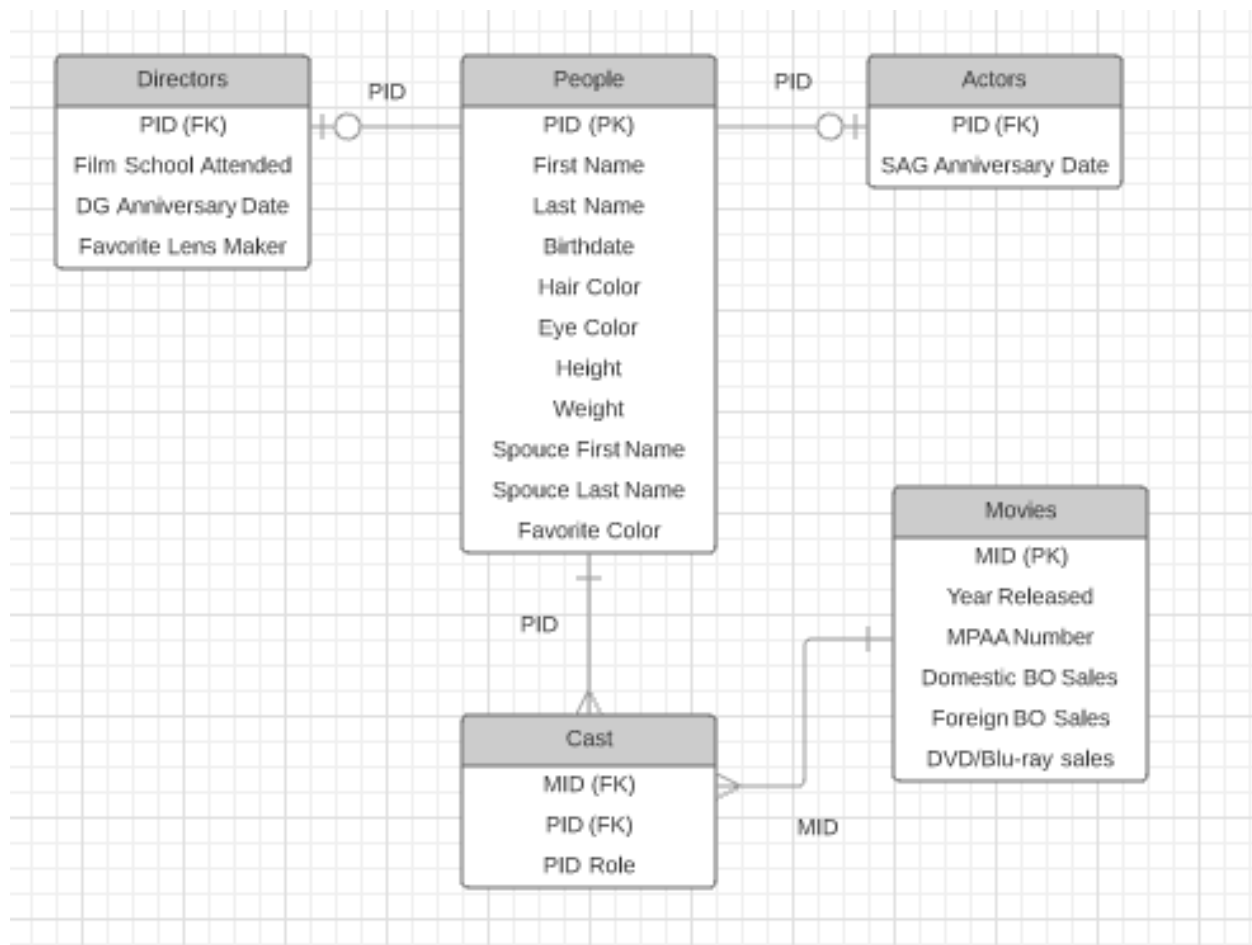 Directors
PID (FK)
Film School Attended
DG Anniversary Date
Favorite Lens Maker
PID
People
PID (PK)
First Name
Last Name
Birthdate
Hair Color
Eye Color
Height
Weight
Spouce First Name
Spouce Last Name
Favorite Color
PID
Actors
PID (FK)
SAG Anniversary Date
PID
Cast
MID (FK)
PID (FK)
PID Role
Movies
MID (PK)
Year Released
MPAA Number
Domestic BO Sales
Foreign BO Sales
DVD/Blu-ray sales
MID